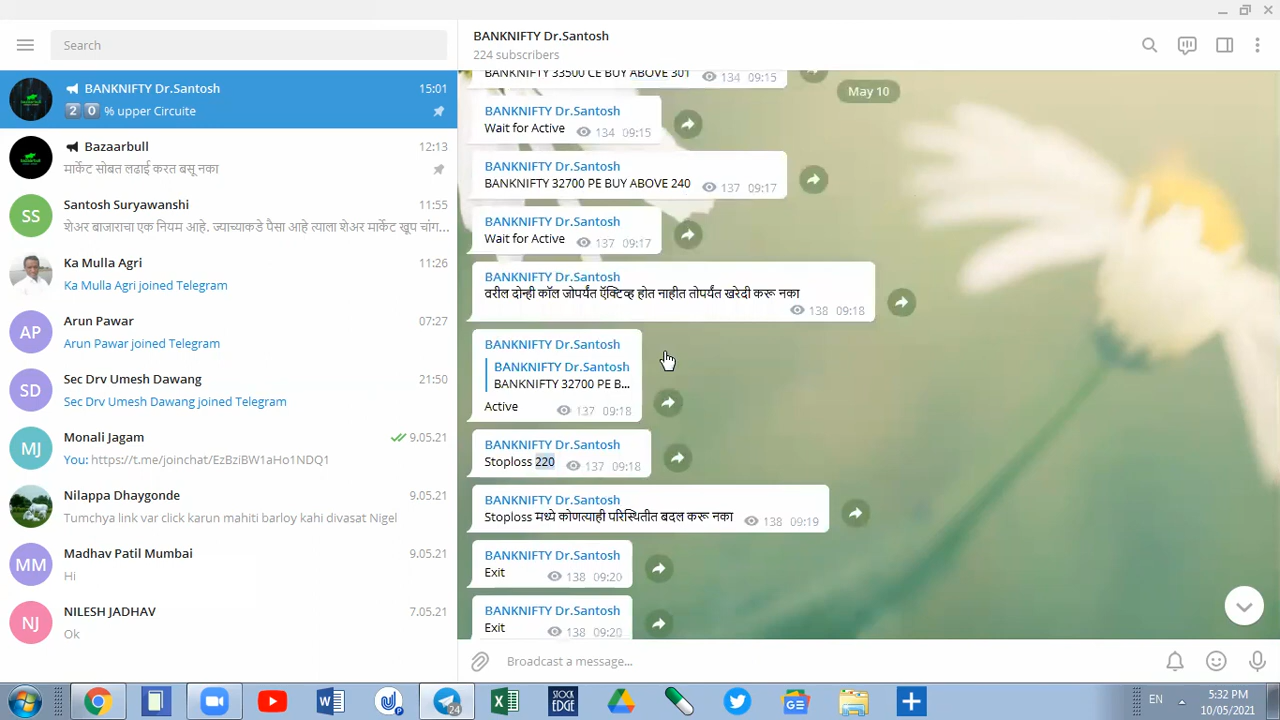 Search
BANKNIFTY Dr.Santosh
15:01
20 % upper Circuite
Bazaarbull
12:13
मार्केट सोबत लढाई करत बसू नका
SS
Santosh Suryawanshi
11:55
शेअर बाजाराचा एक नियम आहे. ज्याच्याकडे पैसा आहे त्याला शेअर मार्केट खूप चांग...
Ka Mulla Agri
11:26
Ka Mulla Agri joined Telegram
AP
Arun Pawar
07:27
Arun Pawar joined Telegram
SD
Sec Drv Umesh Dawang
21:50
Sec Drv Umesh Dawang joined Telegram
MJ
Monali Jagam
9.05.21
You: https://t.me/joinchat/EzBziBW1aHo1NDQ1
Nilappa Dhaygonde
9.05.21
Tumchya link var click karun mahiti barloy kahi divasat Nigel
MM
Madhav Patil Mumbai
9.05.21
Hi
NJ
NILESH JADHAV
7.05.21
Ok
BANKNIFTY Dr.Santosh
224 subscribers
BANKNIFTY 33500 CE BUY ABOVE 301 134 09:15
May 10
BANKNIFTY Dr.Santosh
Wait for Active 134 09:15
BANKNIFTY Dr.Santosh
BANKNIFTY 32700 PE BUY ABOVE 240 137 09:17
BANKNIFTY Dr.Santosh
Wait for Active 137 09:17
BANKNIFTY Dr.Santosh
वरील दोन्ही कॉल जोपर्यंत ऍक्टिव्ह होत नाहीत तोपर्यंत खरेदी करू नका
138 09:18
BANKNIFTY Dr.Santosh
BANKNIFTY Dr.Santosh
BANKNIFTY 32700 PE B...
Active 137 09:18
BANKNIFTY Dr.Santosh
Stoploss 220 137 09:18
BANKNIFTY Dr.Santosh
Stoploss मध्ये कोणत्याही परिस्थितीत बदल करू नका 138 09:19
BANKNIFTY Dr.Santosh
Exit 138 09:20
BANKNIFTY Dr.Santosh
Exit 138 09:20
Broadcast a message...
24
STOCK
EDGE
EN
5:32 PM
10/05/2021